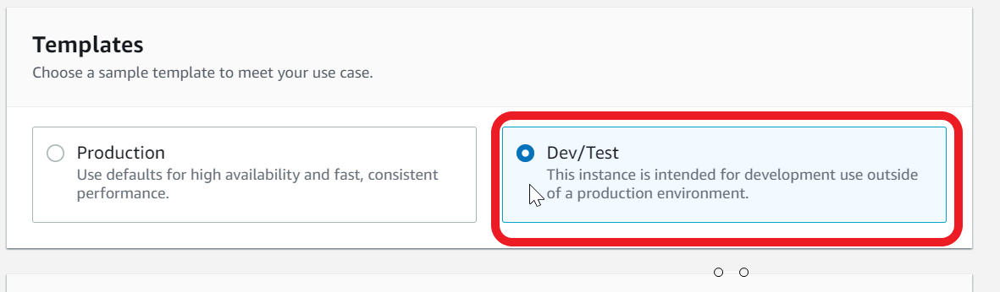 Templates
Choose a sample template to meet your use case.
Production
Use defaults for high availability and fast, consistent
performance.
Dev/Test
This instance is intended for development use outside
of a production environment.